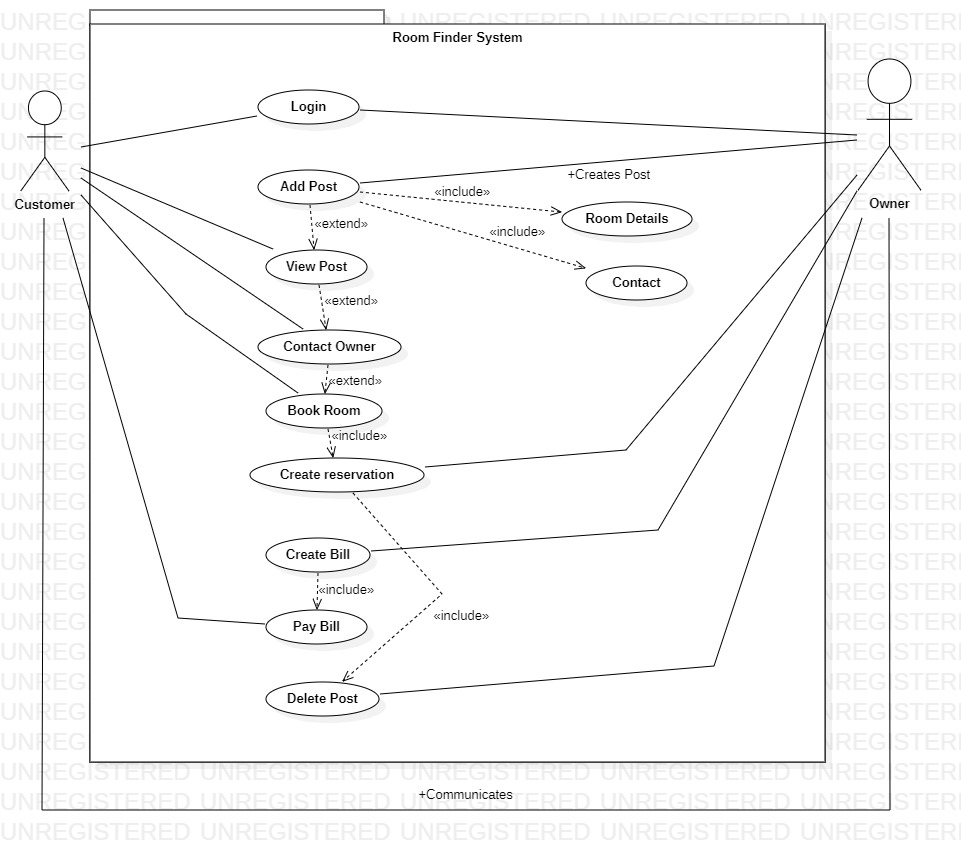 Room Finder System
Login
Add Post
+Creates Post
«include»
Room Details
Customer
Owner
«extend»
«include»
View Post
Contact
«extend»
Contact Owner
«extend»
Book Room
«include»
Create reservation
Create Bill
«include»
«include»
Pay Bill
Delete Post
+Communicates
UNREGISTERED UNREGISTERED UNREGISTERED UNREGISTERED UNREGISTERED